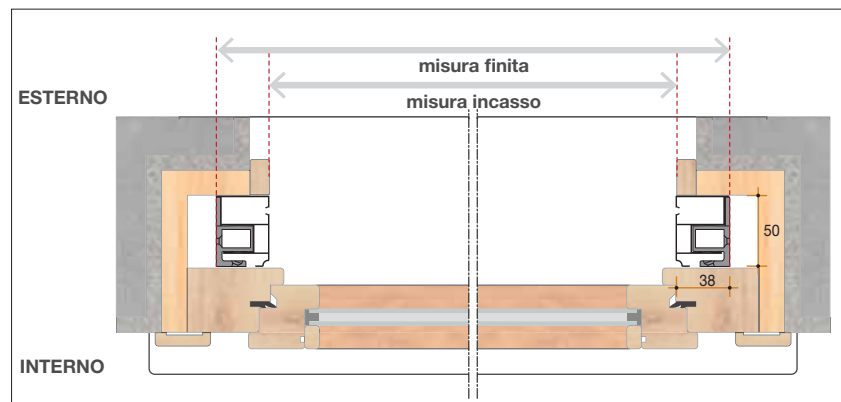 misura finita
ESTERNO
misura incasso
50
38
INTERNO